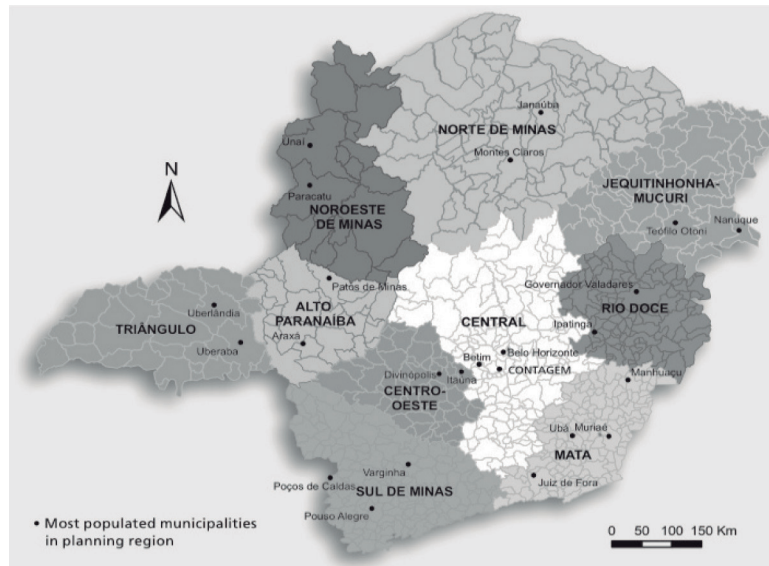 Janaúba
NORTE DE MINAS
Unaí
Montes Claros
N
JEQUITINHONHA-
MUCURI
Paracatu
NOROESTE
DE MINAS
Nanuque
Teófilo Otoni
Patos de Minas
Governador Valadares
Uberlândia
ALTO
PARANAÍBA
RIO DOCE
TRIÂNGULO
CENTRAL
Ipatinga
Araxá
Uberaba
Belo Horizonte
Betim
CONTAGEM
Divinópolis
Itaúna
Manhuaçu
CENTRO-
OESTE
Ubá
Muriaé
MATA
Varginha
Juiz de Fora
Poços de Caldas
SUL DE MINAS
Pouso Alegre
• Most populated municipalities
in planning region
0 50 100 150 Km